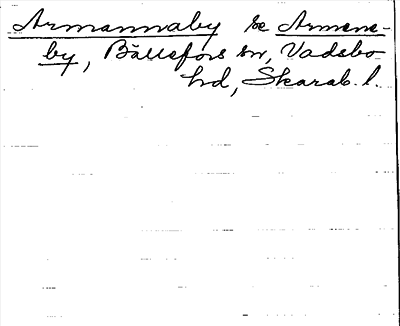 Armannaby se Armene-
by, Bällefors sn, Vadsbo
hd, Skarab. l.